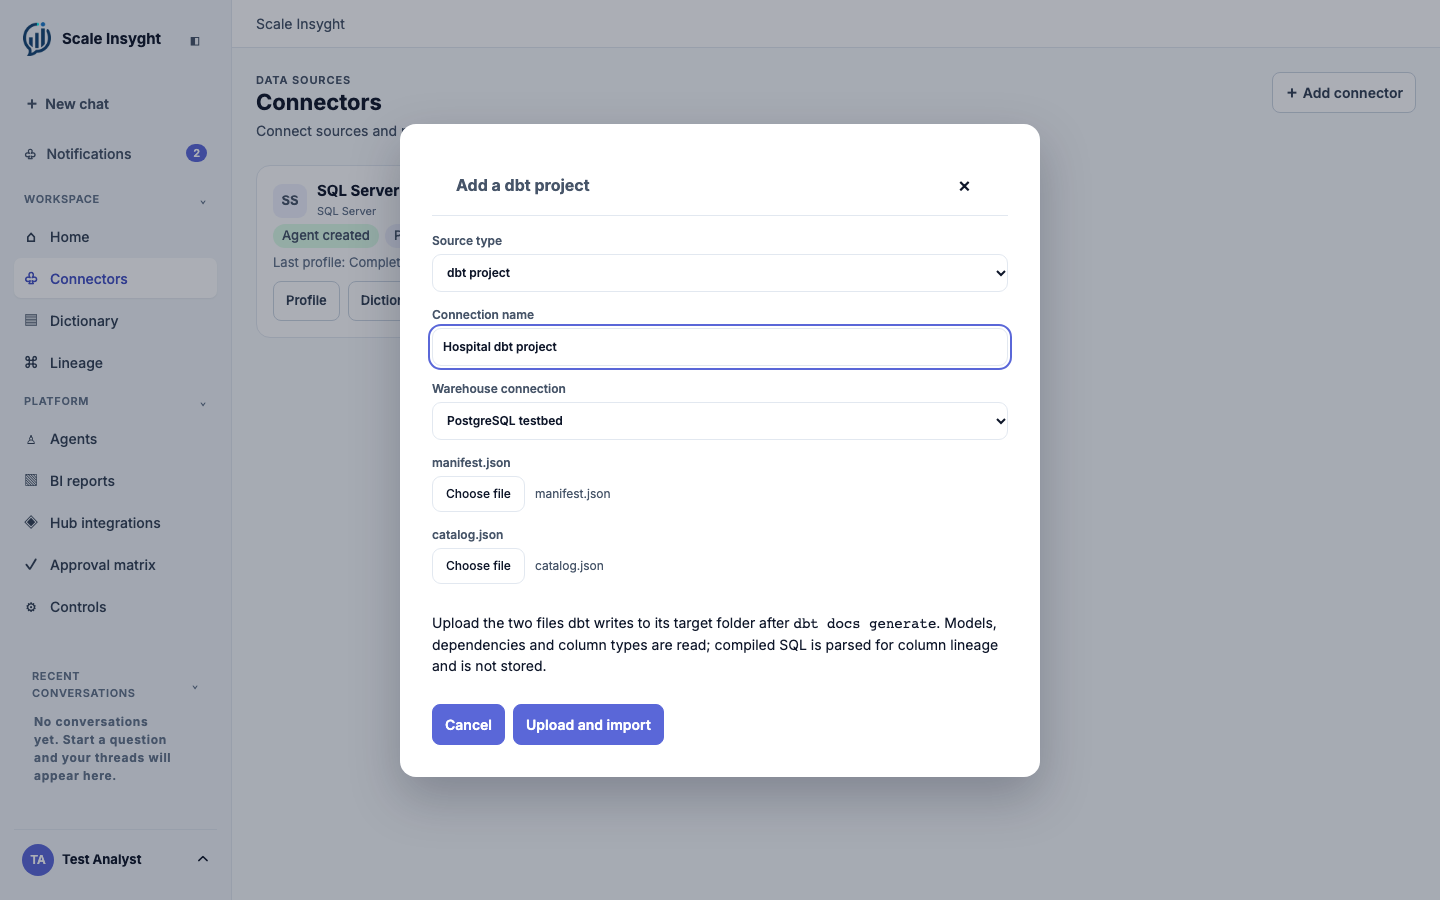 Scale Insyght
Scale Insyght
+ New chat
Notifications 2
WORKSPACE
Home
Connectors
Dictionary
Lineage
PLATFORM
Agents
BI reports
Hub integrations
Approval matrix
Controls
RECENT
CONVERSATIONS
No conversations
yet. Start a question
and your threads will
appear here.
TA Test Analyst
DATA SOURCES
Connectors
Connect sources and
+ Add connector
SS SQL Server
SQL Server
Agent created
Last profile: Complet
Profile
Add a dbt project
Source type
dbt project
Connection name
Hospital dbt project
Warehouse connection
PostgreSQL testbed
manifest.json
Choose file manifest.json
catalog.json
Choose file catalog.json
Upload the two files dbt writes to its target folder after dbt docs generate. Models,
dependencies and column types are read; compiled SQL is parsed for column lineage
and is not stored.
Cancel Upload and import